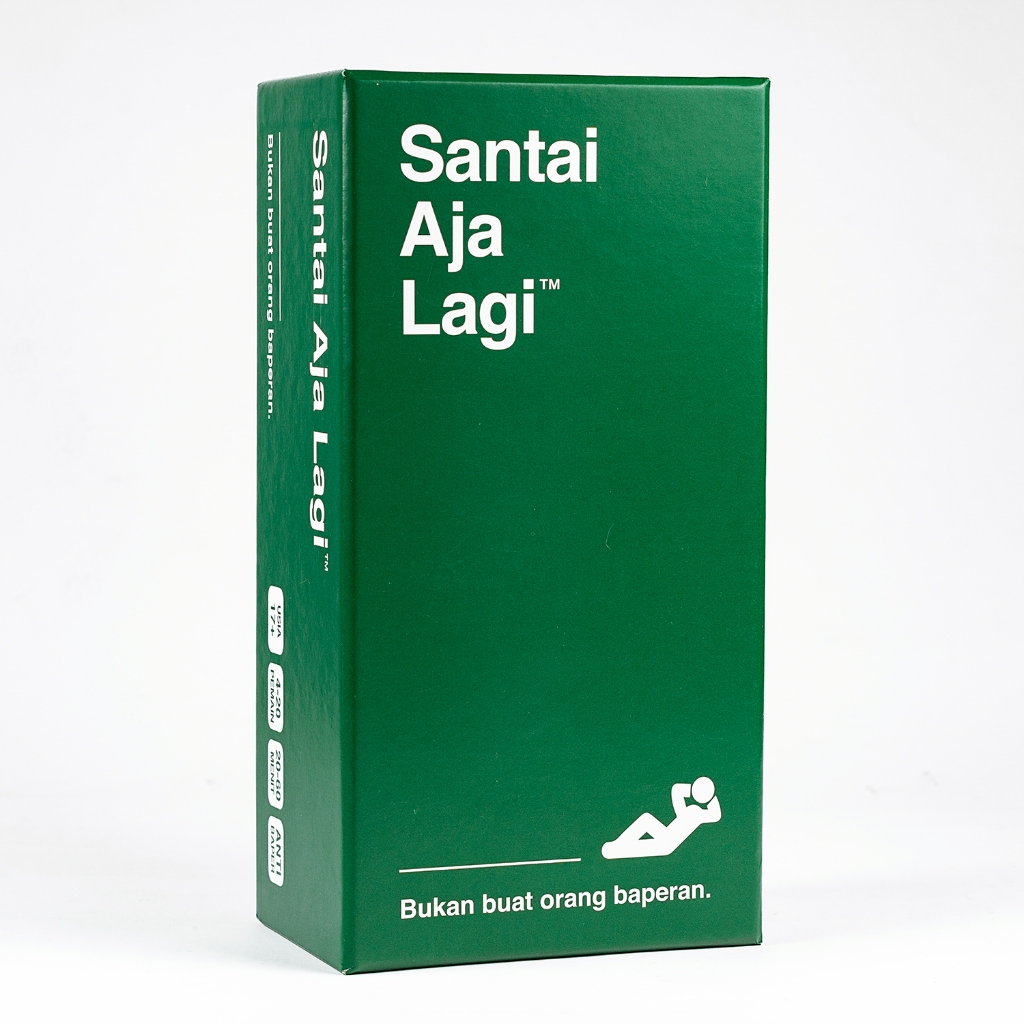 Santai
Aja
Lagi™
Bukan buat orang baperan.
Santai Aja Lagi™
Bukan buat orang baperan.
USIA
17+
4-20
PEMAIN
20-60
MENIT
ANTI
BAPER